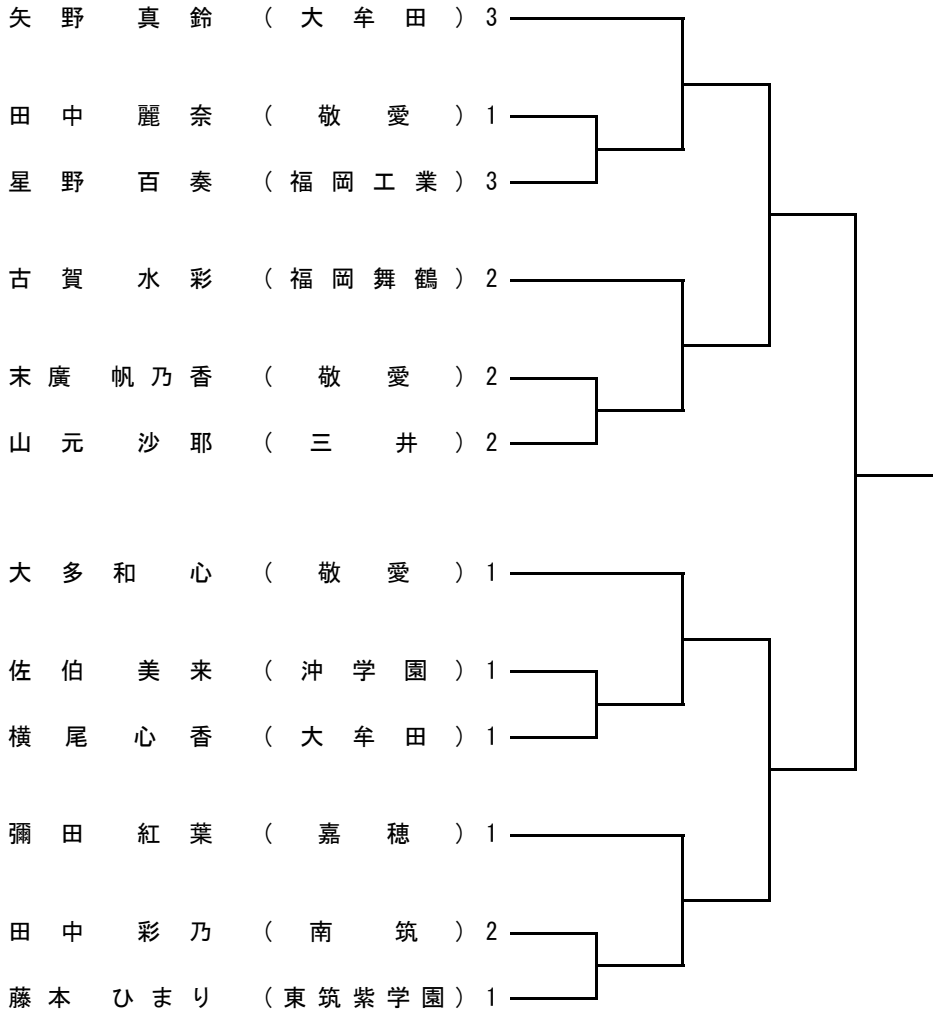 矢野 真鈴 (大牟田) 3
田中 麗奈 (敬愛) 1
星野 百奏 (福岡工業) 3
古賀 水彩 (福岡舞鶴) 2
末廣 帆乃香 (敬愛) 2
山元 沙耶 (三井) 2
大多和 心 (敬愛) 1
佐伯 美来 (沖学園) 1
横尾 心香 (大牟田) 1
彌田 紅葉 (嘉穂) 1
田中 彩乃 (南筑) 2
藤本 ひまり (東筑紫学園) 1